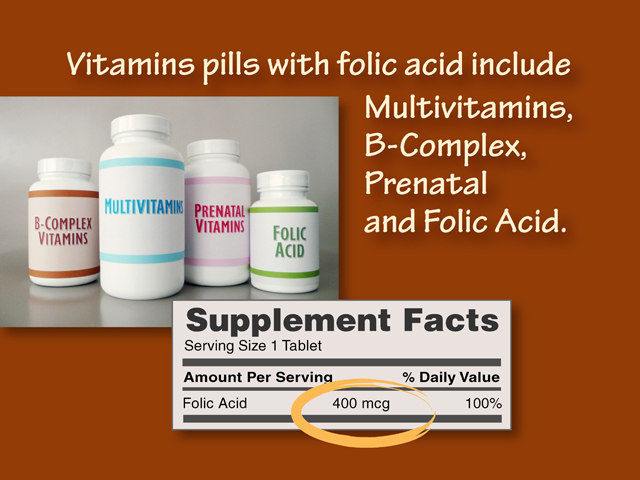 Vitamins pills with folic acid include
Multivitamins,
B-Complex,
Prenatal
and Folic Acid.
B-COMPLEX
VITAMINS
MULTIVITAMINS
PRENATAL
VITAMINS
FOLIC
ACID
Supplement Facts
Serving Size 1 Tablet
Amount Per Serving % Daily Value
Folic Acid 400 mcg 100%